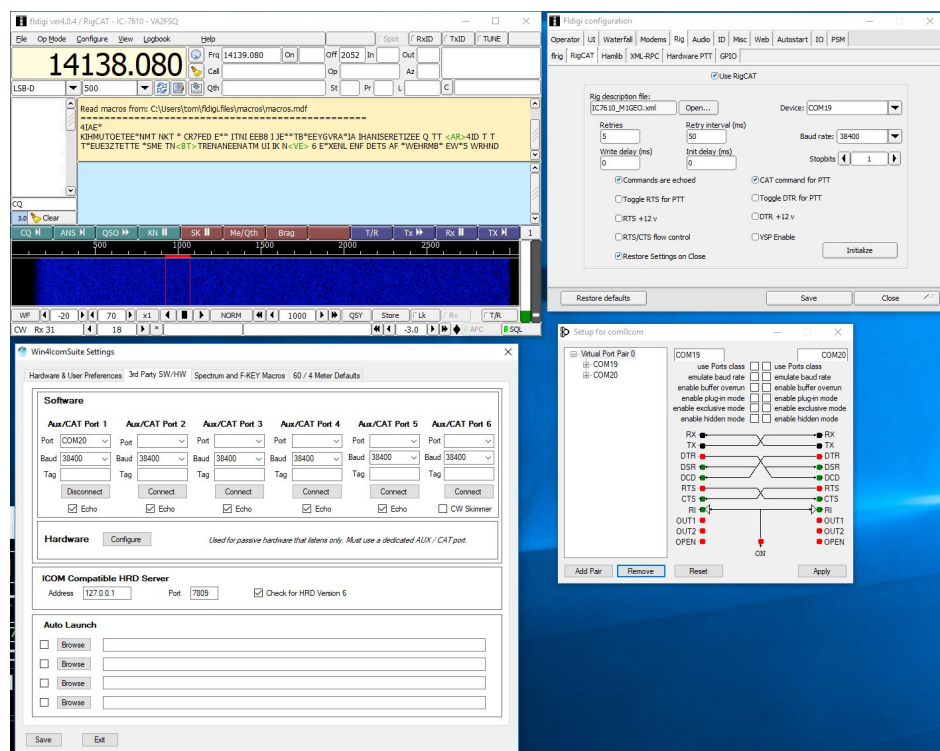 fldigi ver4.0.4 / RigCAT - IC-7610 - VA2FSQ
File Op Mode Configure View Logbook Help
Spot RxID TxID TUNE
14138.080
Frq 14139.080 On Off 2052 In Out
Call Op Az
LSB-D 500 Qth St Pr L C
Read macros from: C:\Users\tom\fldigi.files\macros\macros.mdf
4IAE*
KIHMUTOETEE*NMT NKT * CR7FED E** ITNI EEB8 I JE**TB*EEYGVRA*IA IHANISERETIZEE Q TT <AR>4ID T T
T*EUE3ZTETTE *SME TN<BT>TRENANEENATM UI IK N<VE> 6 E*XENL ENF DETS AF *WEHRMB* EW*5 WRHND
CQ
3.0 Clear
CQ ANS QSO KN SK Me/Qth Brag T/R Tx Rx TX 1
500 1000 1500 2000 2500
WF -20 70 x1 NORM 1000 QSY Store Lk Rv T/R
CW Rx 31 18 * -3.0 AFC SQL
Fldigi configuration
Operator UI Waterfall Modems Rig Audio ID Misc Web Autostart IO PSM
flrig RigCAT Hamlib XML-RPC Hardware PTT GPIO
Use RigCAT
Rig description file:
IC7610_M1GEO.xml Open... Device: COM19
Retries Retry interval (ms)
5 50 Baud rate: 38400
Write delay (ms) Init delay (ms)
0 0 Stopbits 1
Commands are echoed CAT command for PTT
Toggle RTS for PTT Toggle DTR for PTT
RTS +12 v DTR +12 v
RTS/CTS flow control VSP Enable
Initialize
Restore Settings on Close
Restore defaults Save Close
Win4IcomSuite Settings
Hardware & User Preferences 3rd Party SW/HW Spectrum and F-KEY Macros 60 / 4 Meter Defaults
Software
Aux/CAT Port 1 Aux/CAT Port 2 Aux/CAT Port 3 Aux/CAT Port 4 Aux/CAT Port 5 Aux/CAT Port 6
Port COM20 Port Port Port Port Port
Baud 38400 Baud 38400 Baud 38400 Baud 38400 Baud 38400 Baud 38400
Tag Tag Tag Tag Tag Tag
Disconnect Connect Connect Connect Connect Connect
Echo Echo Echo Echo Echo CW Skimmer
Hardware Configure Used for passive hardware that listens only. Must use a dedicated AUX / CAT port.
ICOM Compatible HRD Server
Address 127.0.0.1 Port 7809 Check for HRD Version 6
Auto Launch
Browse
Browse
Browse
Browse
Save Exit
Setup for com0com
Virtual Port Pair 0
COM19
COM20
COM19 COM20
use Ports class use Ports class
emulate baud rate emulate baud rate
enable buffer overrun enable buffer overrun
enable plug-in mode enable plug-in mode
enable exclusive mode enable exclusive mode
enable hidden mode enable hidden mode
RX RX
TX TX
DTR DTR
DSR DSR
DCD DCD
RTS RTS
CTS CTS
RI RI
OUT1 OUT1
OUT2 OUT2
OPEN OPEN
ON
Add Pair Remove Reset Apply